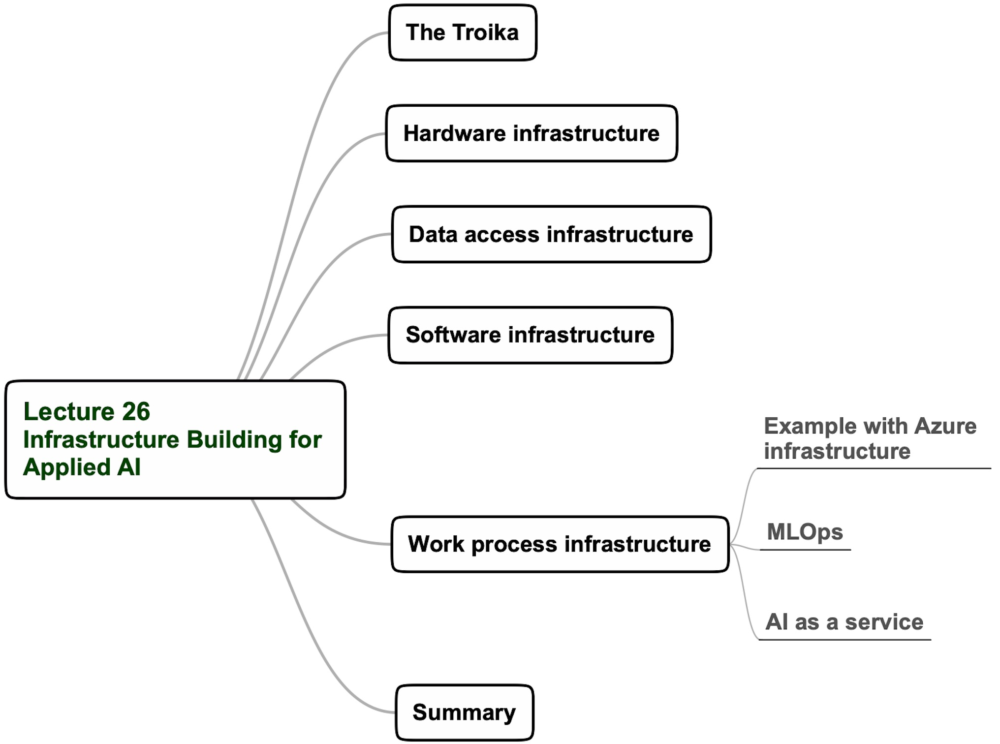 The Troika
Hardware infrastructure
Data access infrastructure
Software infrastructure
Lecture 26
Infrastructure Building for
Applied AI
Work process infrastructure
Example with Azure
infrastructure
MLOps
AI as a service
Summary